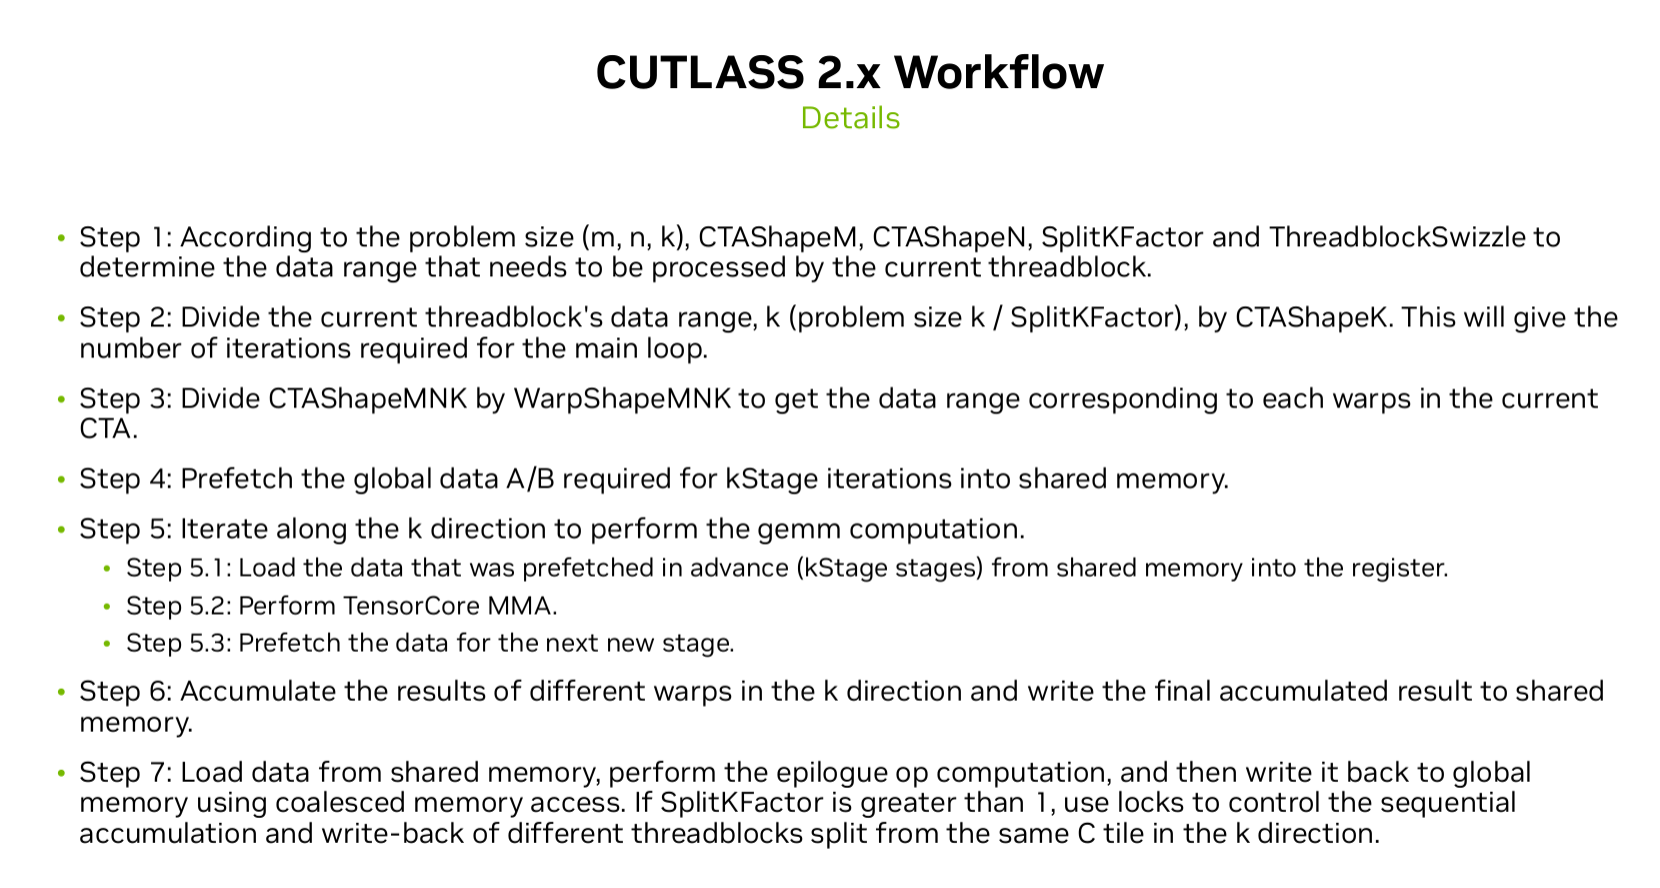 CUTLASS 2.x Workflow
Details
• Step 1: According to the problem size (m, n, k), CTAShapeM, CTAShapeN, SplitKFactor and ThreadblockSwizzle to
determine the data range that needs to be processed by the current threadblock.
• Step 2: Divide the current threadblock's data range, k (problem size k / SplitKFactor), by CTAShapeK. This will give the
number of iterations required for the main loop.
• Step 3: Divide CTAShapeMNK by WarpShapeMNK to get the data range corresponding to each warps in the current
CTA.
• Step 4: Prefetch the global data A/B required for kStage iterations into shared memory.
• Step 5: Iterate along the k direction to perform the gemm computation.
• Step 5.1: Load the data that was prefetched in advance (kStage stages) from shared memory into the register.
• Step 5.2: Perform TensorCore MMA.
• Step 5.3: Prefetch the data for the next new stage.
• Step 6: Accumulate the results of different warps in the k direction and write the final accumulated result to shared
memory.
• Step 7: Load data from shared memory, perform the epilogue op computation, and then write it back to global
memory using coalesced memory access. If SplitKFactor is greater than 1, use locks to control the sequential
accumulation and write-back of different threadblocks split from the same C tile in the k direction.